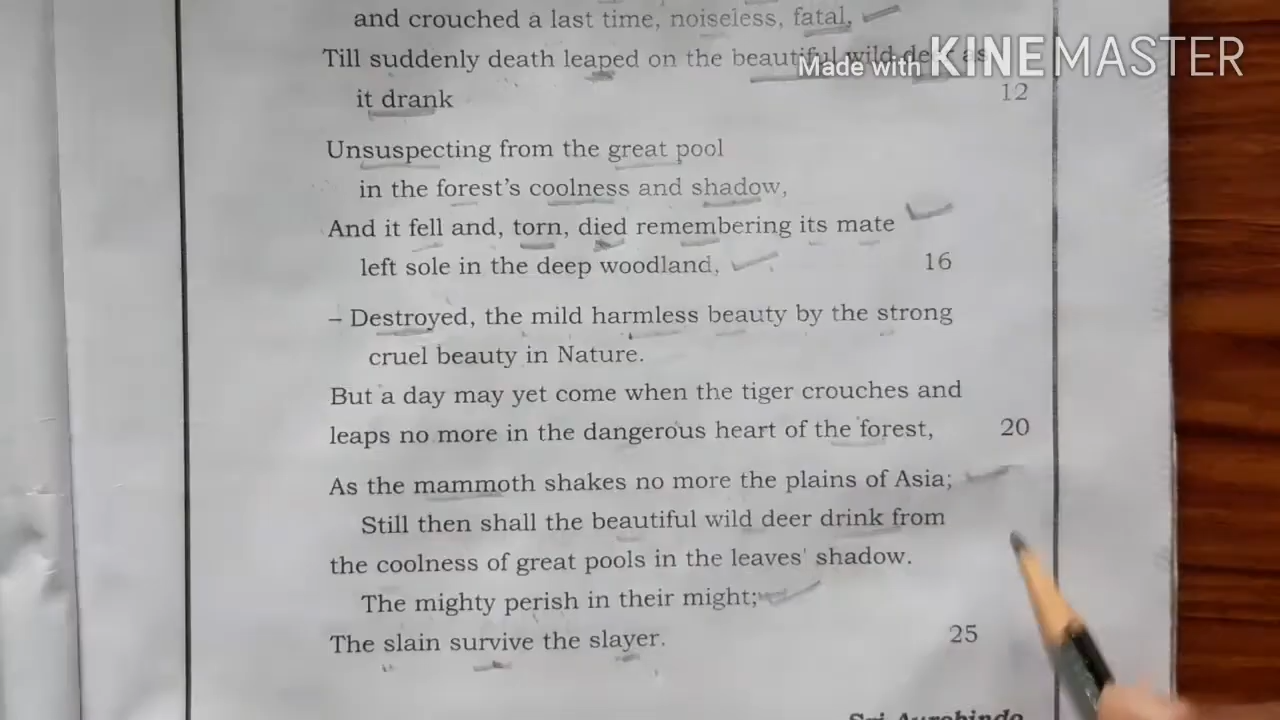 and crouched a last time, noiseless, fatal,
Till suddenly death leaped on the beautiful wild deer as
Made with KINEMASTER
it drank
12
Unsuspecting from the great pool
in the forest's coolness and shadow,
And it fell and, torn, died remembering its mate
left sole in the deep woodland,
16
– Destroyed, the mild harmless beauty by the strong
cruel beauty in Nature.
But a day may yet come when the tiger crouches and
leaps no more in the dangerous heart of the forest,
20
As the mammoth shakes no more the plains of Asia;
Still then shall the beautiful wild deer drink from
the coolness of great pools in the leaves' shadow.
The mighty perish in their might;
The slain survive the slayer.
25
Sri Aurobindo